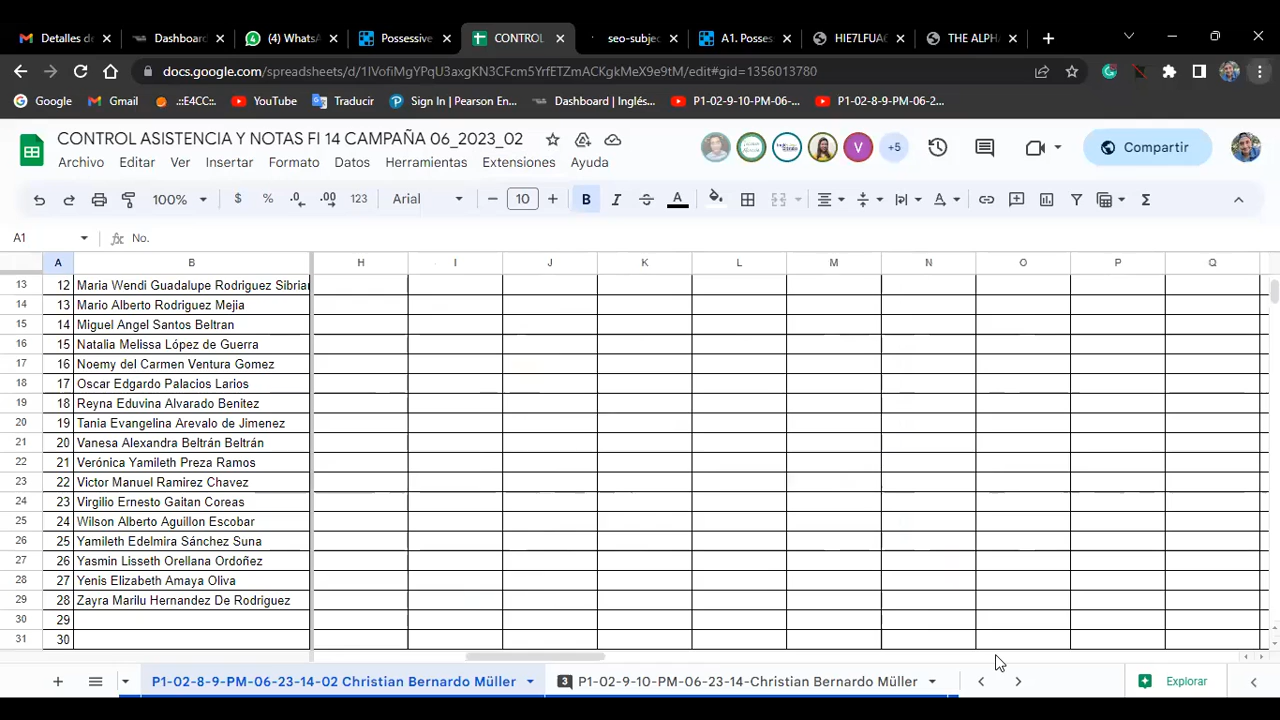 Detalles de
Dashboard
(4) WhatsA
Possessive
CONTROL
seo-subjec
A1. Posses
HIE7LFUA6
THE ALPHA
docs.google.com/spreadsheets/d/1lVofiMgYPqU3axgKN3CFcm5YrfETZmACKgkMeX9e9tM/edit#gid=1356013780
Google
Gmail
.::E4CC:.
YouTube
Traducir
Sign In | Pearson En...
Dashboard | Inglés...
P1-02-9-10-PM-06-...
P1-02-8-9-PM-06-2...
CONTROL ASISTENCIA Y NOTAS FI 14 CAMPAÑA 06_2023_02
V
+5
Compartir
Archivo Editar Ver Insertar Formato Datos Herramientas Extensiones Ayuda
100% $ % .0 .00 123 Arial 10 B I A
A1 fx No.
A B H I J K L M N O P Q
13 12 Maria Wendi Guadalupe Rodriguez Sibrian
14 13 Mario Alberto Rodriguez Mejia
15 14 Miguel Angel Santos Beltran
16 15 Natalia Melissa López de Guerra
17 16 Noemy del Carmen Ventura Gomez
18 17 Oscar Edgardo Palacios Larios
19 18 Reyna Eduvina Alvarado Benitez
20 19 Tania Evangelina Arevalo de Jimenez
21 20 Vanesa Alexandra Beltrán Beltrán
22 21 Verónica Yamileth Preza Ramos
23 22 Victor Manuel Ramirez Chavez
24 23 Virgilio Ernesto Gaitan Coreas
25 24 Wilson Alberto Aguillon Escobar
26 25 Yamileth Edelmira Sánchez Suna
27 26 Yasmin Lisseth Orellana Ordoñez
28 27 Yenis Elizabeth Amaya Oliva
29 28 Zayra Marilu Hernandez De Rodriguez
30 29
31 30
P1-02-8-9-PM-06-23-14-02 Christian Bernardo Müller
3 P1-02-9-10-PM-06-23-14-Christian Bernardo Müller
Explorar